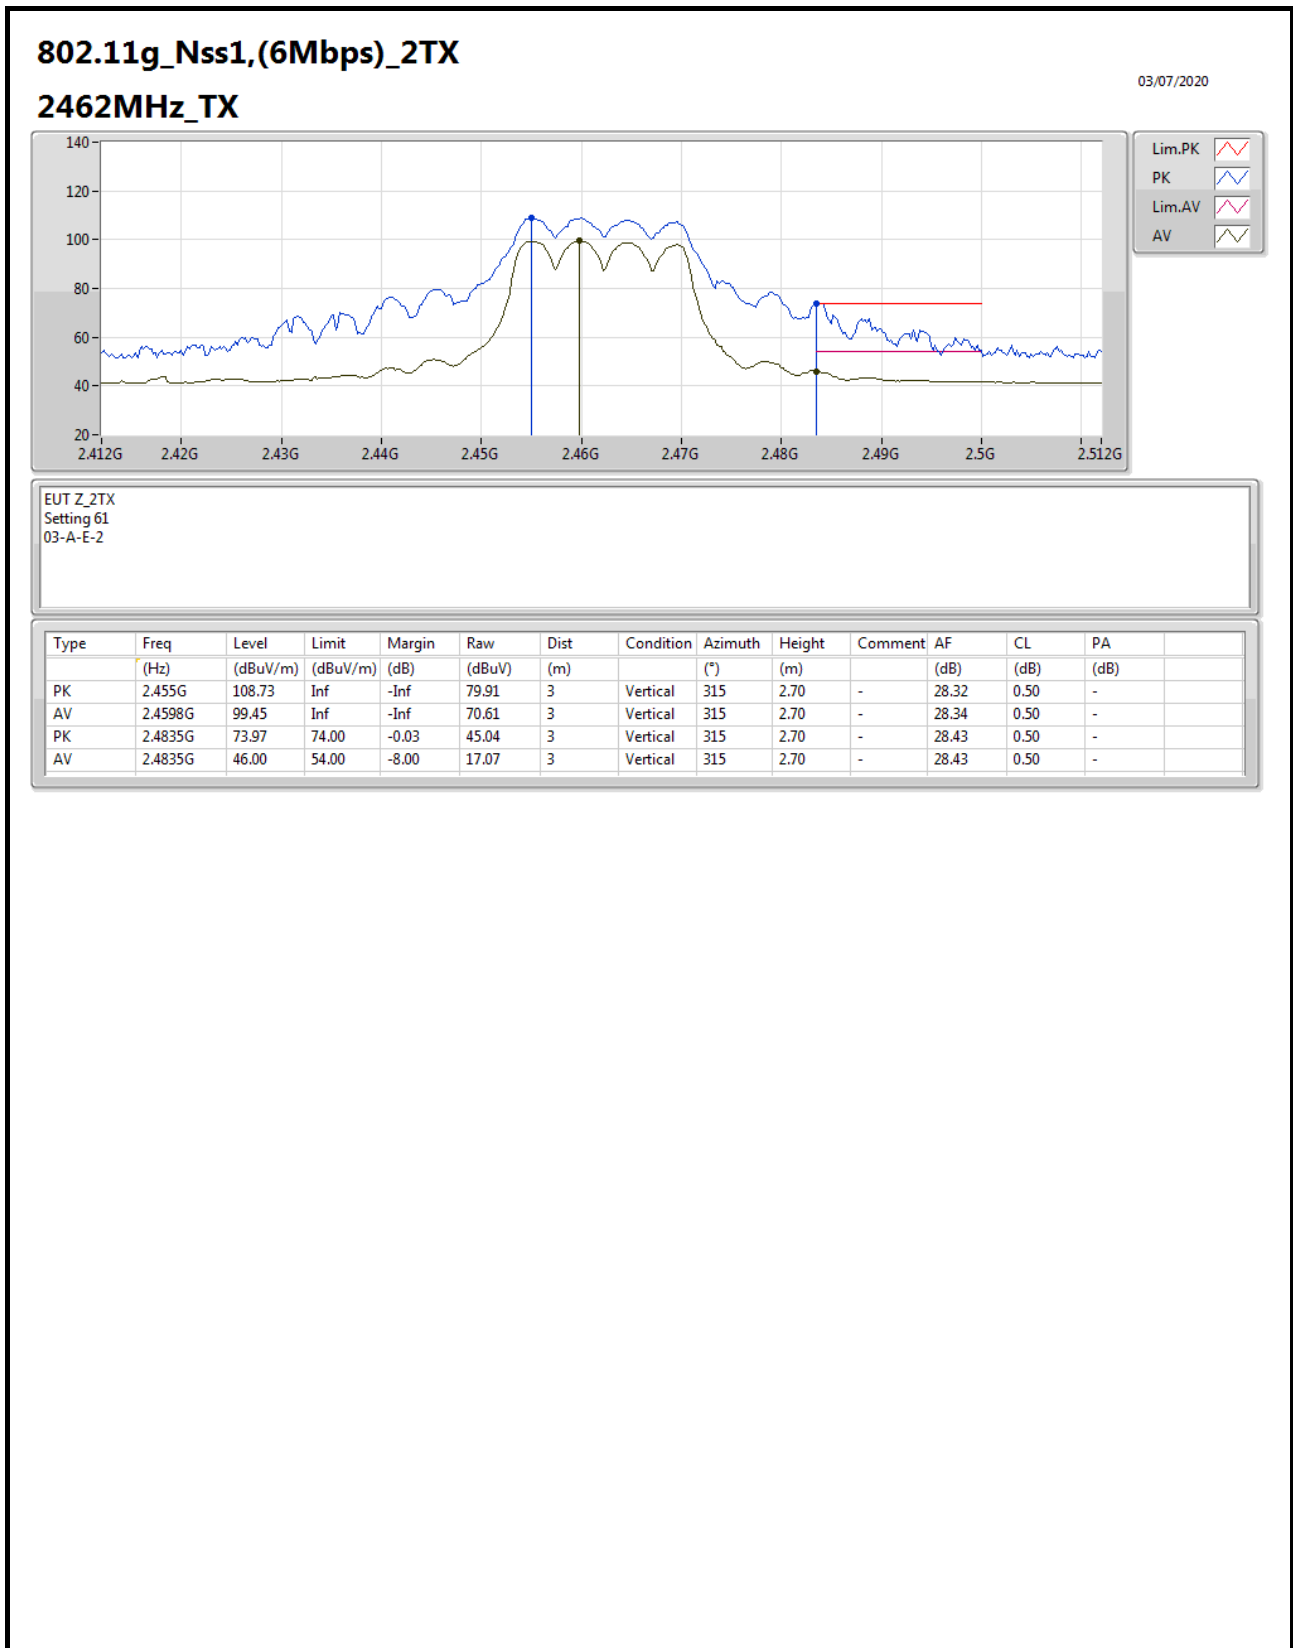 802.11g_Nss1,(6Mbps)_2TX
03/07/2020
2462MHz_TX
140
120
100
80
60
40
20
2.412G 2.42G 2.43G 2.44G 2.45G 2.46G 2.47G 2.48G 2.49G 2.5G 2.512G
Lim.PK
PK
Lim.AV
AV
EUT Z_2TX
Setting 61
03-A-E-2
Type Freq Level Limit Margin Raw Dist Condition Azimuth Height Comment AF CL PA
(Hz) (dBuV/m) (dBuV/m) (dB) (dBuV) (m) (°) (m) (dB) (dB) (dB)
PK 2.455G 108.73 Inf -Inf 79.91 3 Vertical 315 2.70 - 28.32 0.50 -
AV 2.4598G 99.45 Inf -Inf 70.61 3 Vertical 315 2.70 - 28.34 0.50 -
PK 2.4835G 73.97 74.00 -0.03 45.04 3 Vertical 315 2.70 - 28.43 0.50 -
AV 2.4835G 46.00 54.00 -8.00 17.07 3 Vertical 315 2.70 - 28.43 0.50 -